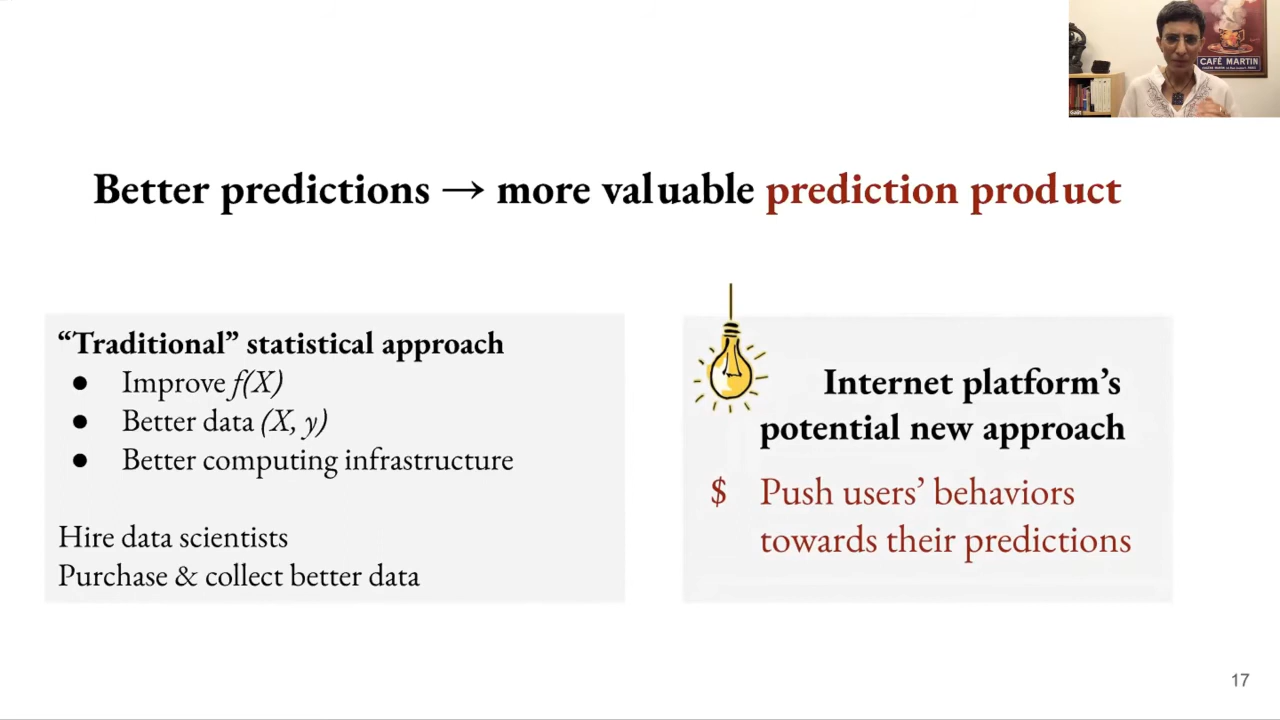 Better predictions → more valuable prediction product
“Traditional” statistical approach
● Improve f(X)
● Better data (X, y)
● Better computing infrastructure
Hire data scientists
Purchase & collect better data
Internet platform’s
potential new approach
$ Push users’ behaviors
towards their predictions
CAFÉ MARTIN
17